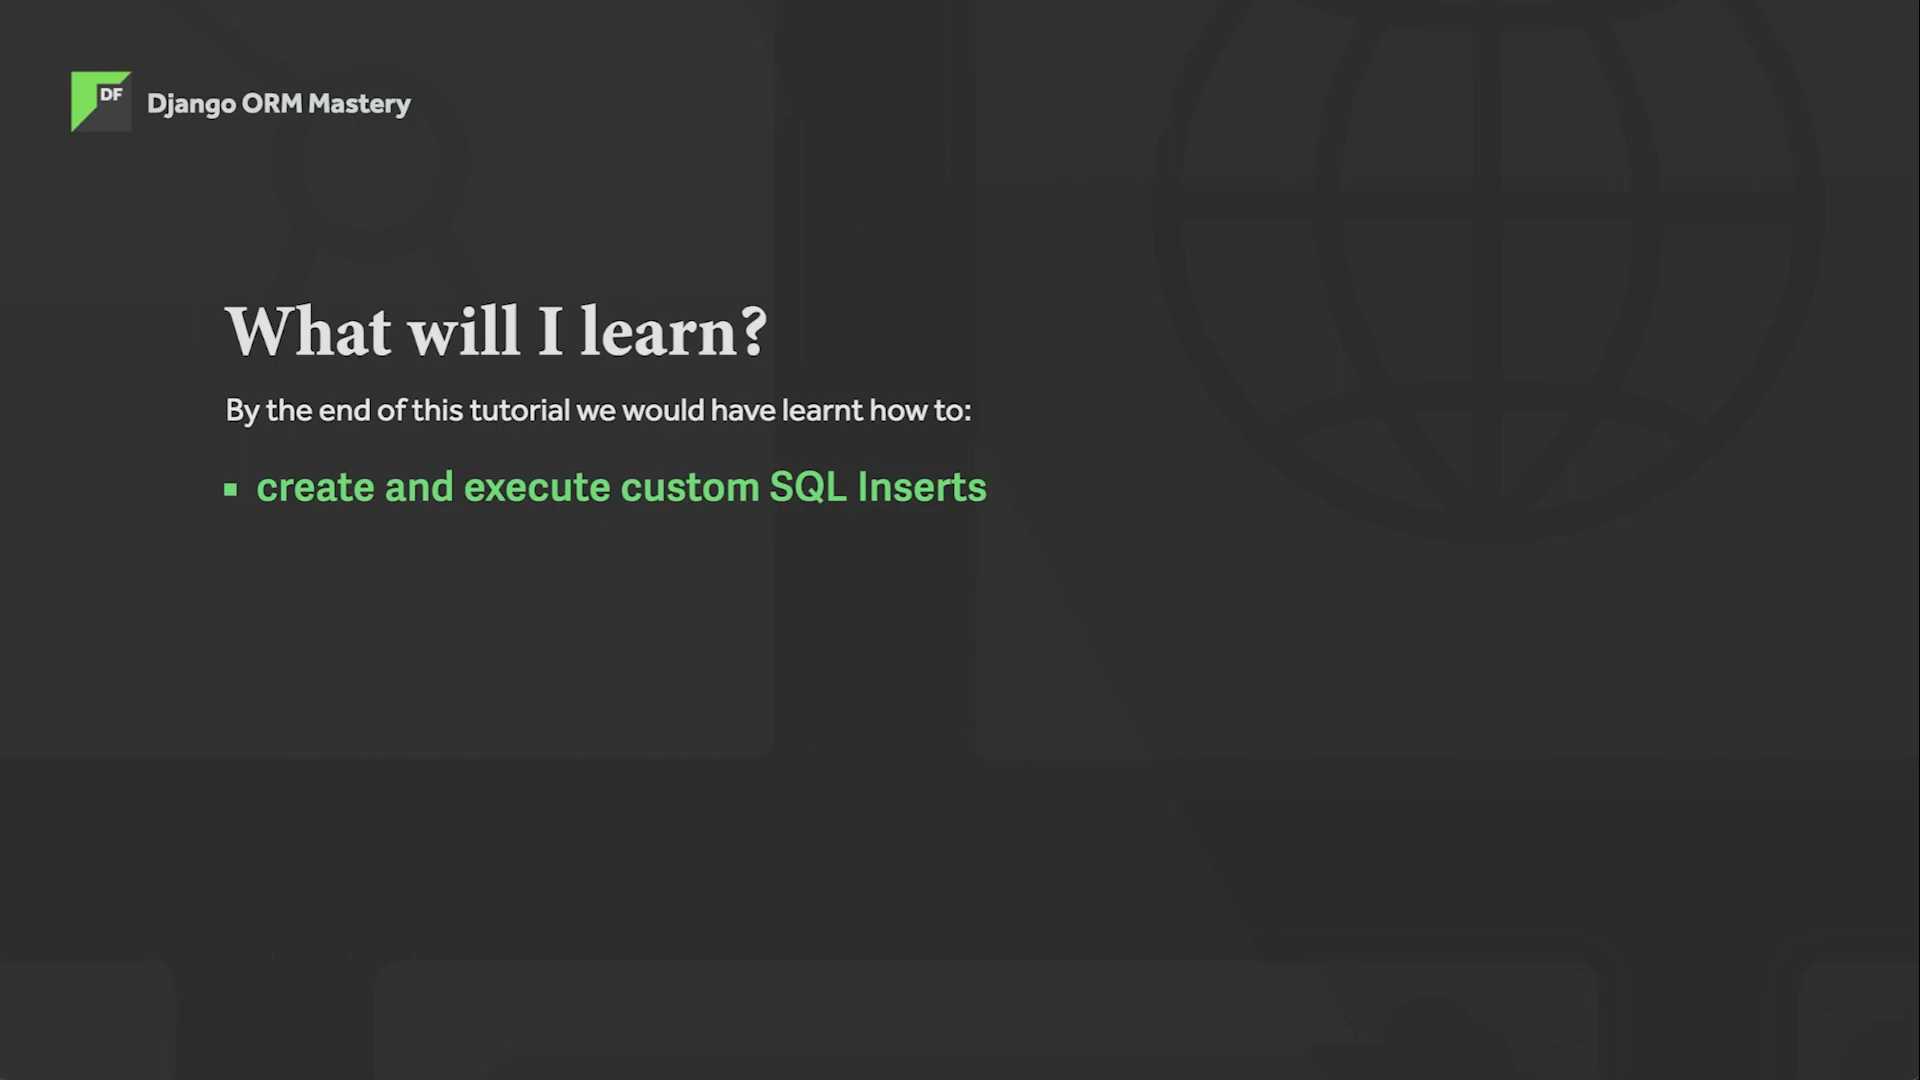 DF
Django ORM Mastery
What will I learn?
By the end of this tutorial we would have learnt how to:
▪ create and execute custom SQL Inserts